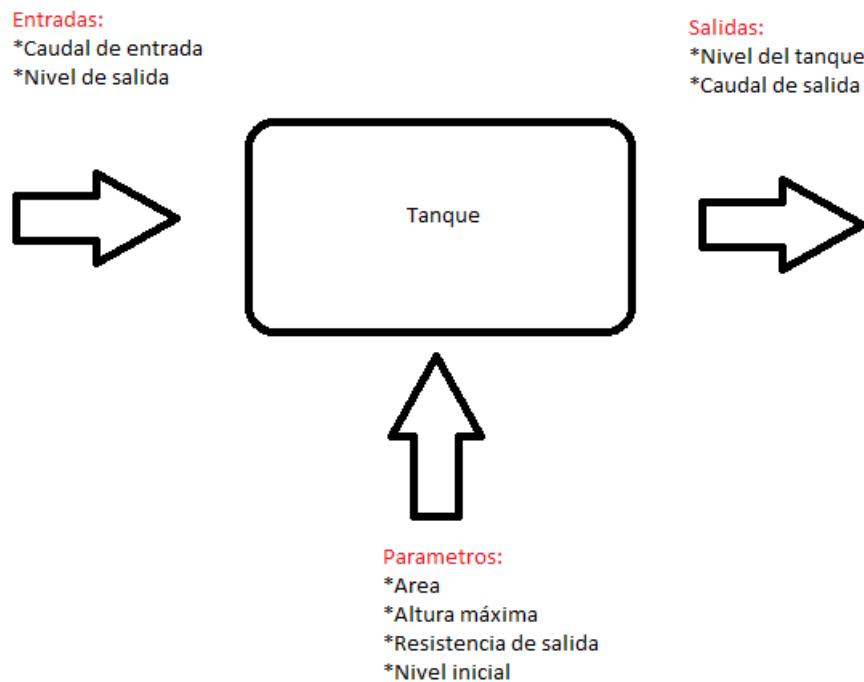 Entradas:
*Caudal de entrada
*Nivel de salida
Salidas:
*Nivel del tanque
*Caudal de salida
Tanque
Parametros:
*Area
*Altura máxima
*Resistencia de salida
*Nivel inicial